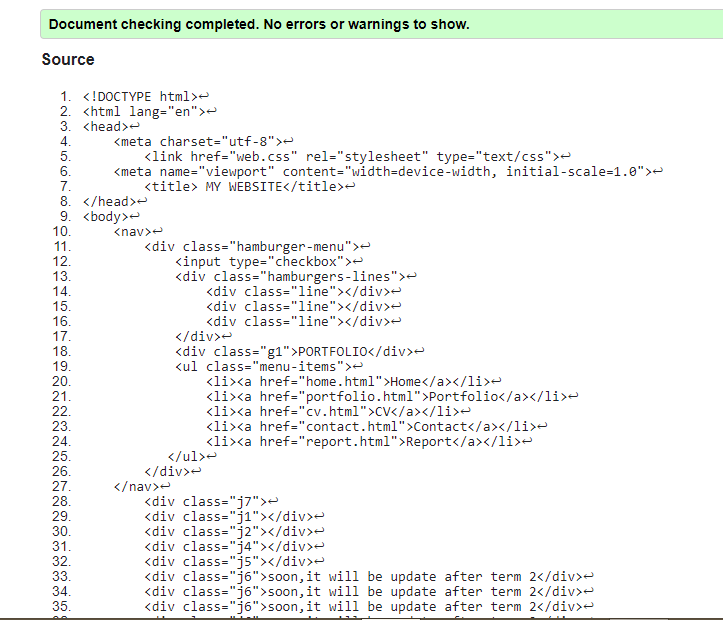 Document checking completed. No errors or warnings to show.
Source
1. <!DOCTYPE html>↩
2. <html lang="en">↩
3. <head>↩
4. <meta charset="utf-8">↩
5. <link href="web.css" rel="stylesheet" type="text/css">↩
6. <meta name="viewport" content="width=device-width, initial-scale=1.0">↩
7. <title> MY WEBSITE</title>↩
8. </head>↩
9. <body>↩
10. <nav>↩
11. <div class="hamburger-menu">↩
12. <input type="checkbox">↩
13. <div class="hamburgers-lines">↩
14. <div class="line"></div>↩
15. <div class="line"></div>↩
16. <div class="line"></div>↩
17. </div>↩
18. <div class="g1">PORTFOLIO</div>↩
19. <ul class="menu-items">↩
20. <li><a href="home.html">Home</a></li>↩
21. <li><a href="portfolio.html">Portfolio</a></li>↩
22. <li><a href="cv.html">CV</a></li>↩
23. <li><a href="contact.html">Contact</a></li>↩
24. <li><a href="report.html">Report</a></li>↩
25. </ul>↩
26. </div>↩
27. </nav>↩
28. <div class="j7">↩
29. <div class="j1"></div>↩
30. <div class="j2"></div>↩
31. <div class="j4"></div>↩
32. <div class="j5"></div>↩
33. <div class="j6">soon,it will be update after term 2</div>↩
34. <div class="j6">soon,it will be update after term 2</div>↩
35. <div class="j6">soon,it will be update after term 2</div>↩